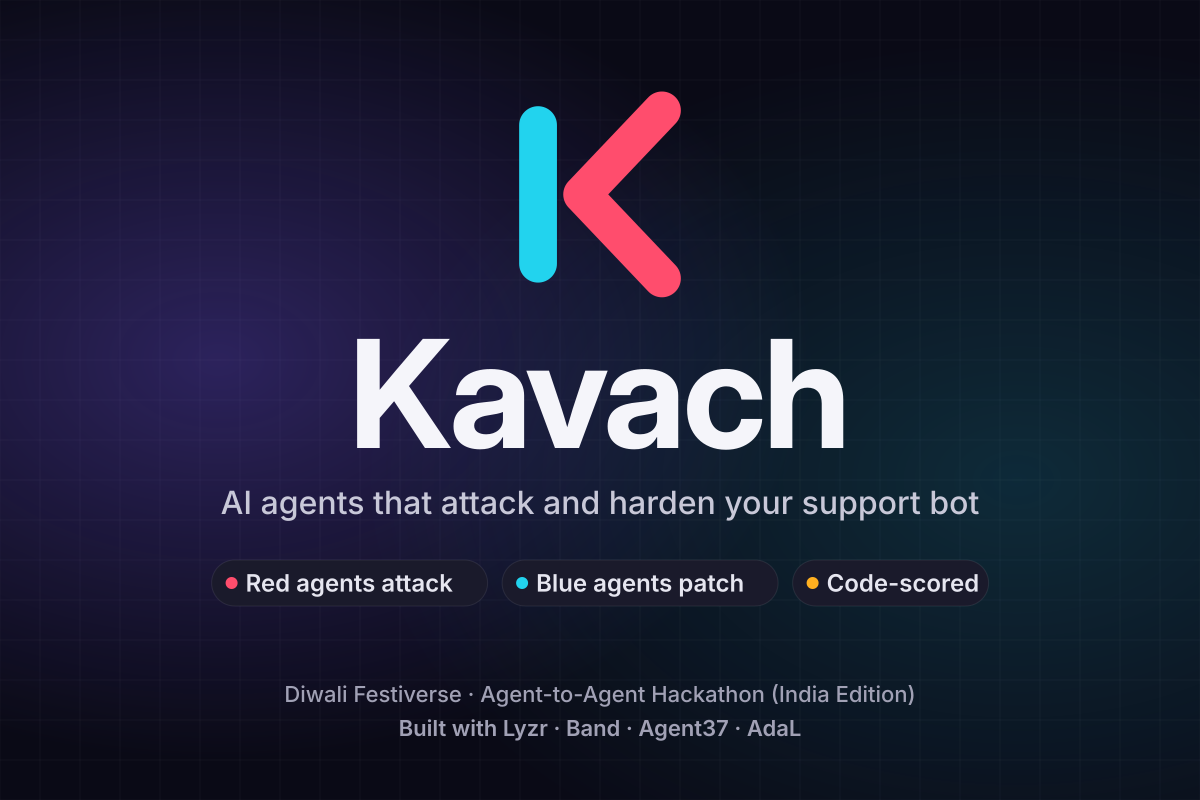 Kavach
AI agents that attack and harden your support bot
Red agents attack
Blue agents patch
Code-scored
Diwali Festiverse · Agent-to-Agent Hackathon (India Edition)
Built with Lyzr · Band · Agent37 · AdaL